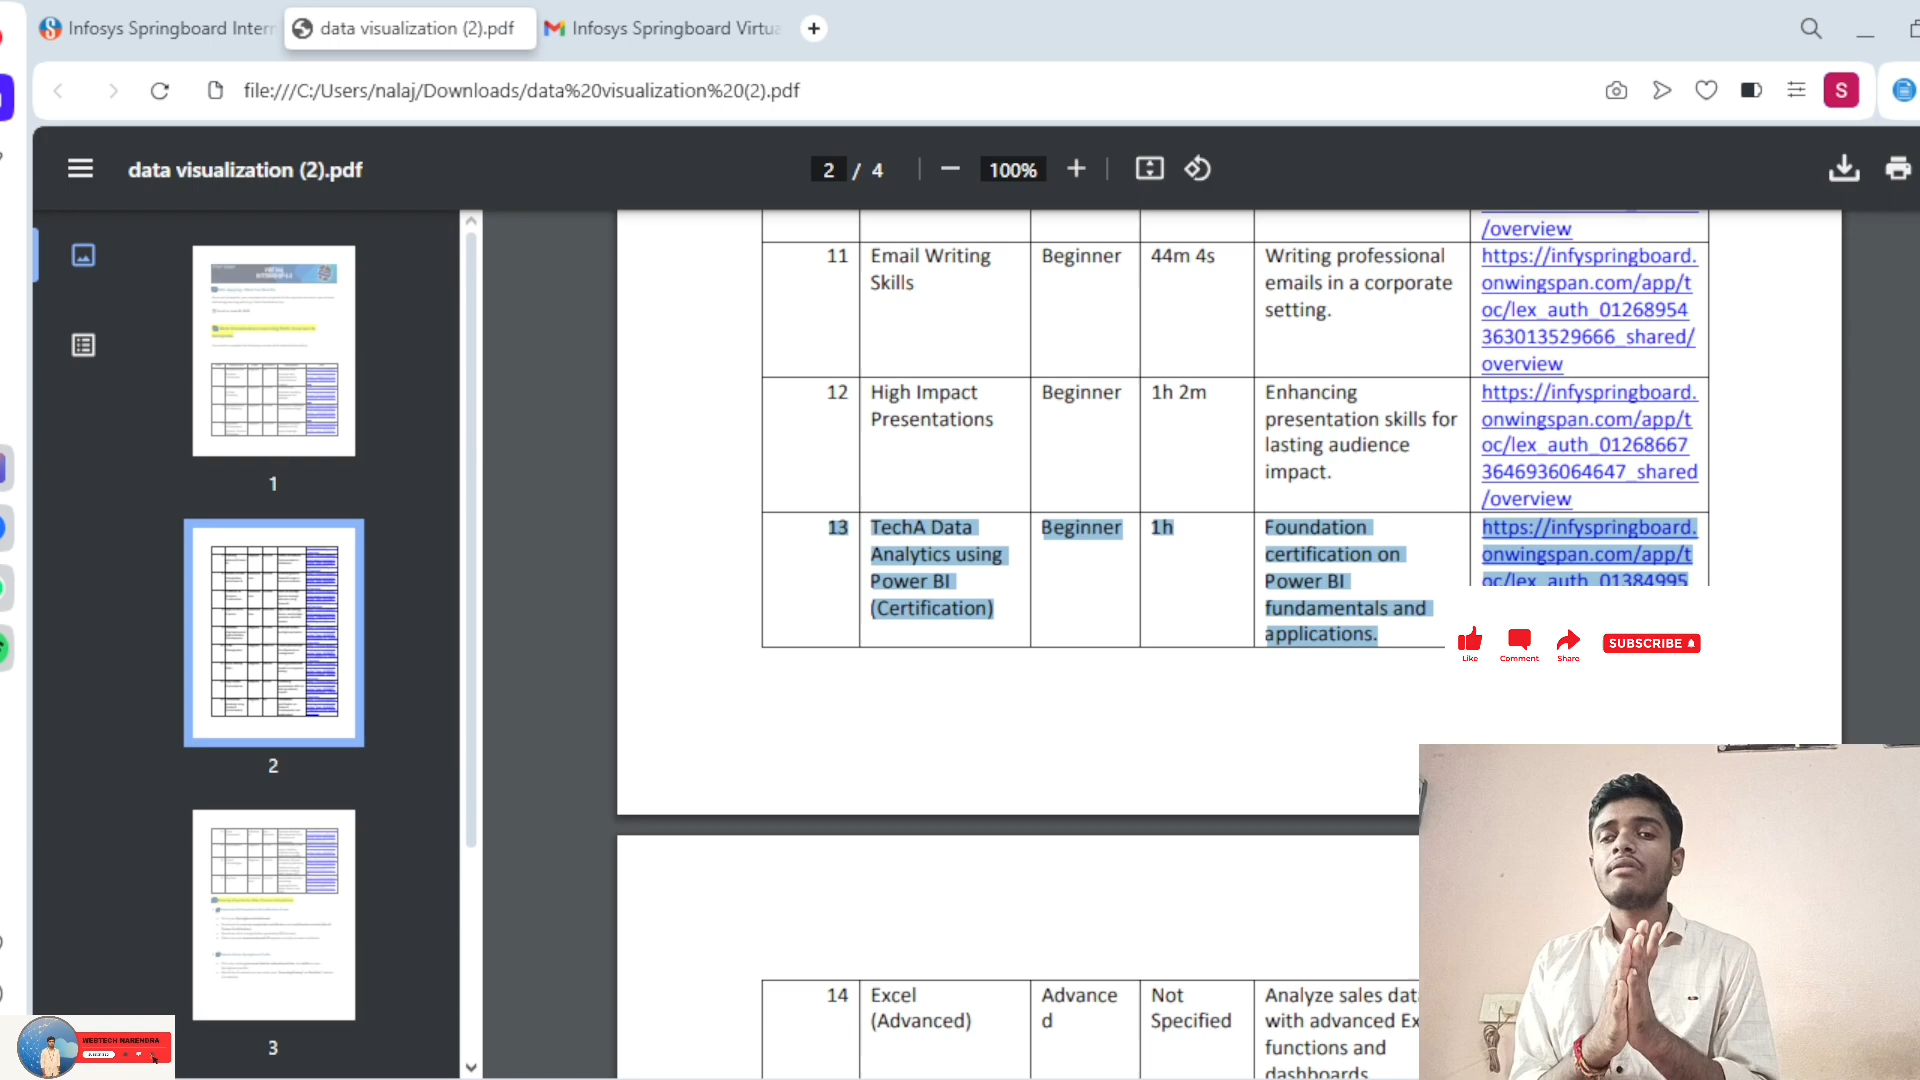 Infosys Springboard Inter
data visualization (2).pdf
Infosys Springboard Virtua
file:///C:/Users/nalaj/Downloads/data%20visualization%20(2).pdf
S
data visualization (2).pdf
2 / 4
100%
1
2
3
/overview
11
Email Writing
Skills
Beginner
44m 4s
Writing professional
emails in a corporate
setting.
https://infyspringboard.
onwingspan.com/app/t
oc/lex_auth_01268954
363013529666_shared/
overview
12
High Impact
Presentations
Beginner
1h 2m
Enhancing
presentation skills for
lasting audience
impact.
https://infyspringboard.
onwingspan.com/app/t
oc/lex_auth_01268667
3646936064647_shared
/overview
13
TechA Data
Analytics using
Power BI
(Certification)
Beginner
1h
Foundation
certification on
Power BI
fundamentals and
applications.
https://infyspringboard.
onwingspan.com/app/t
oc/lex_auth_01384995
Like
Comment
Share
SUBSCRIBE
14
Excel
(Advanced)
Advance
d
Not
Specified
Analyze sales dat
with advanced Ex
functions and
dashboards
WEBTECH NARENDRA